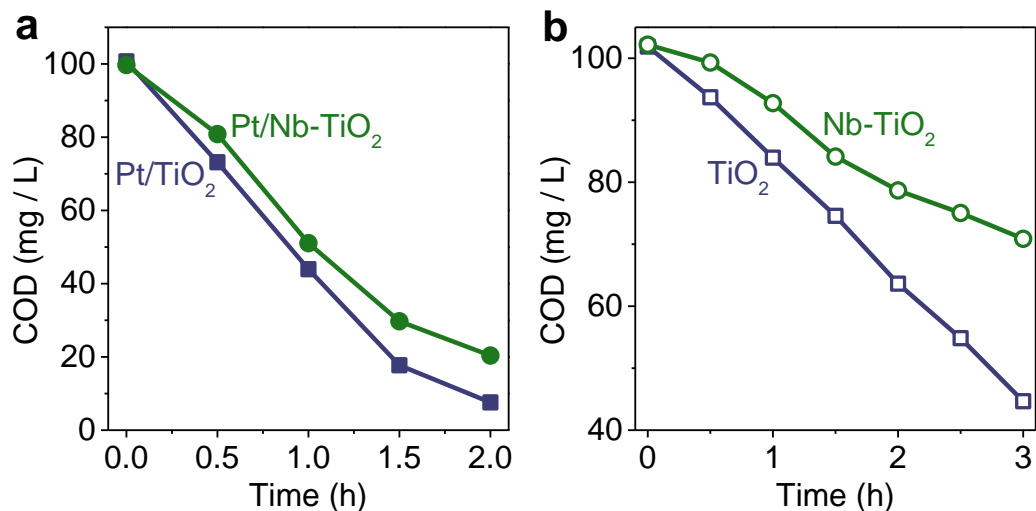 a
100
80
60
40
20
0
COD (mg / L)
Pt/Nb-TiO₂
Pt/TiO₂
0.0 0.5 1.0 1.5 2.0
Time (h)
b
100
80
60
40
COD (mg / L)
Nb-TiO₂
TiO₂
0 1 2 3
Time (h)